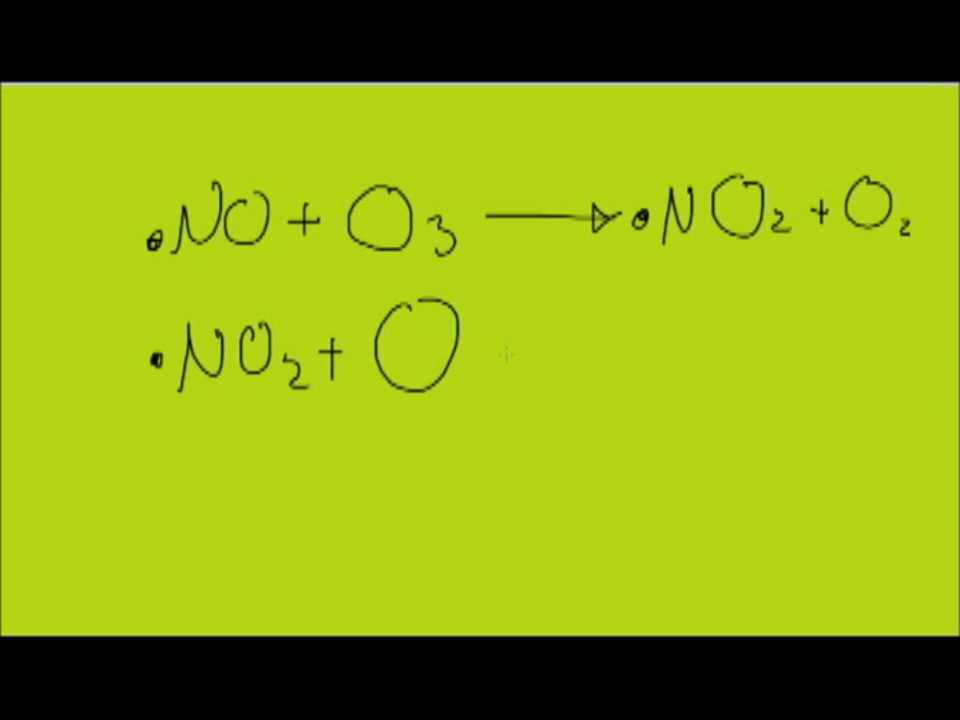 •NO + O₃ → •NO₂ + O₂
•NO₂ + O